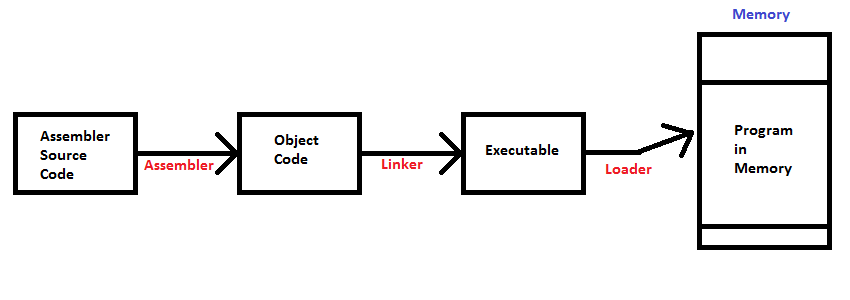 Memory
Assembler
Source
Code
Assembler
Object
Code
Linker
Executable
Loader
Program
in
Memory